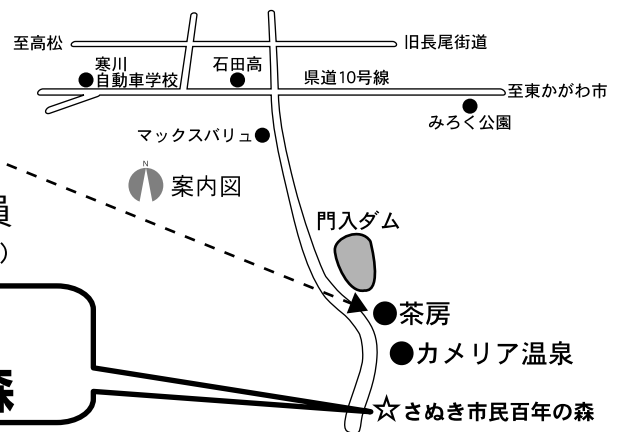 至高松
旧長尾街道
寒川
自動車学校
石田高
県道10号線
至東かがわ市
みろく公園
マックスバリュ
N
案内図
員
)
門入ダム
茶房
カメリア温泉
森
さぬき市民百年の森